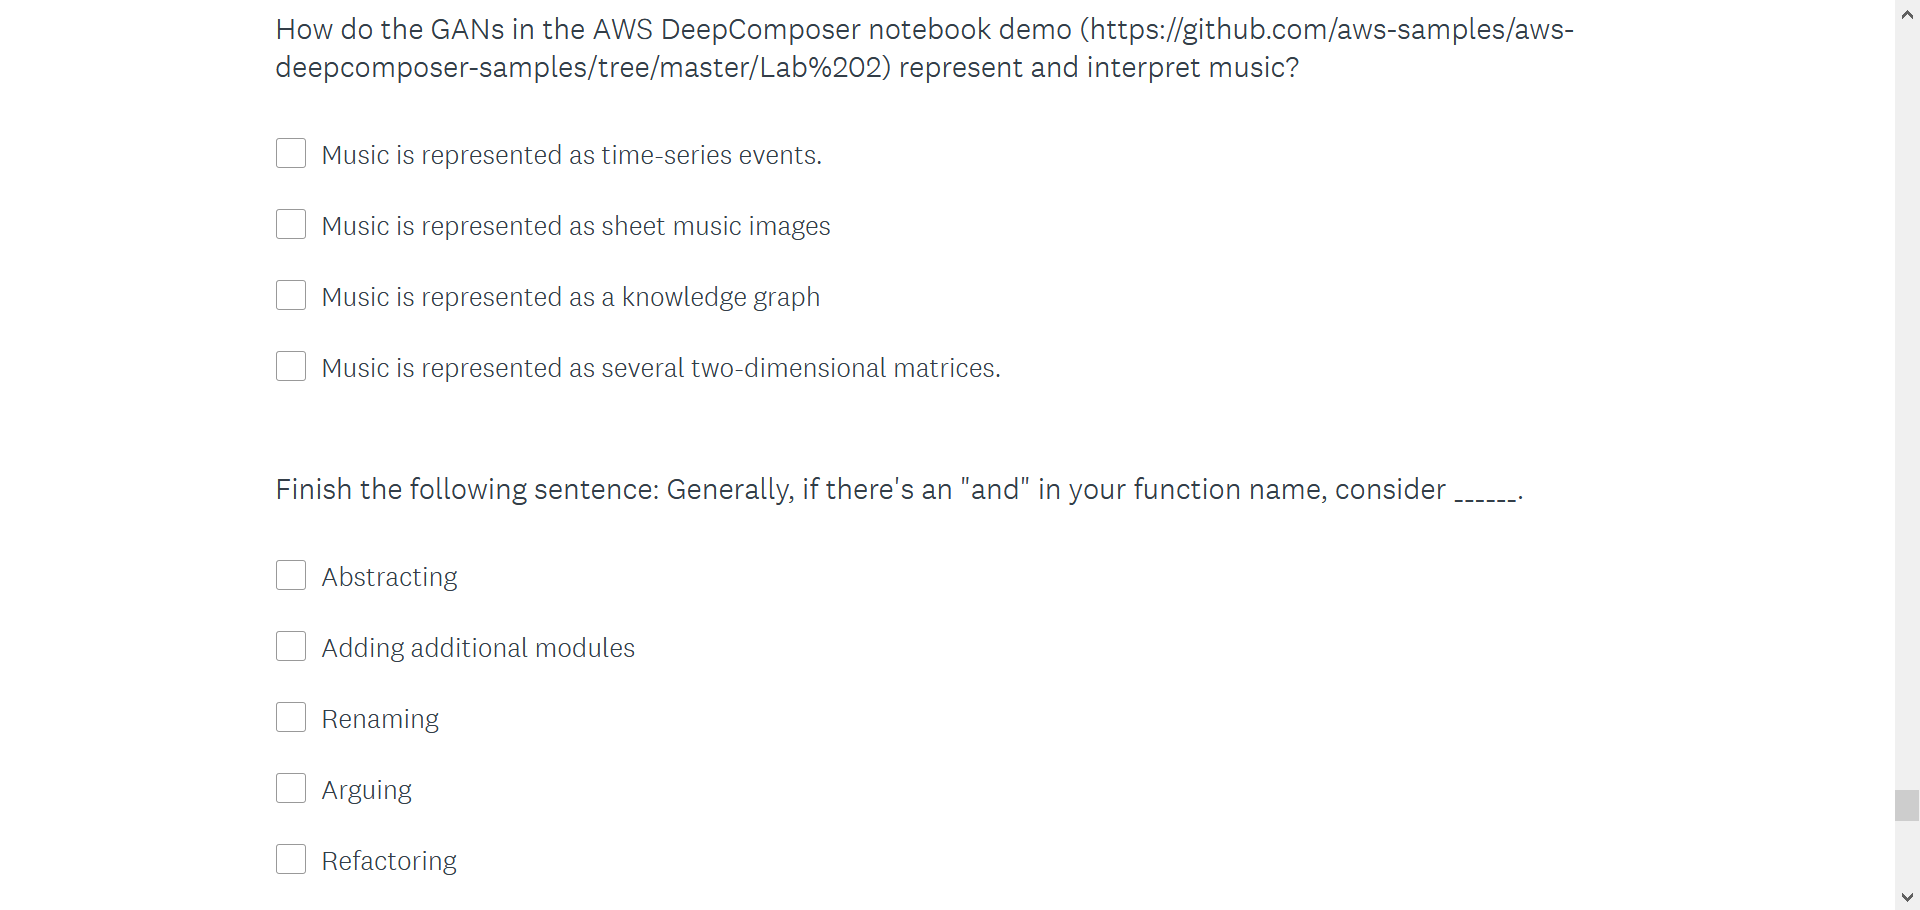 How do the GANs in the AWS DeepComposer notebook demo (https://github.com/aws-samples/aws-
deepcomposer-samples/tree/master/Lab%202) represent and interpret music?
Music is represented as time-series events.
Music is represented as sheet music images
Music is represented as a knowledge graph
Music is represented as several two-dimensional matrices.
Finish the following sentence: Generally, if there's an "and" in your function name, consider ______.
Abstracting
Adding additional modules
Renaming
Arguing
Refactoring